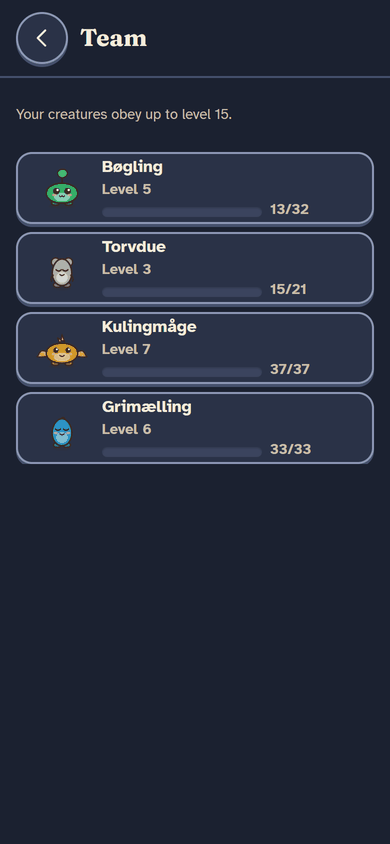 Team
Your creatures obey up to level 15.
Bøgling
Level 5
13/32
Torvdue
Level 3
15/21
Kulingmåge
Level 7
37/37
Grimælling
Level 6
33/33